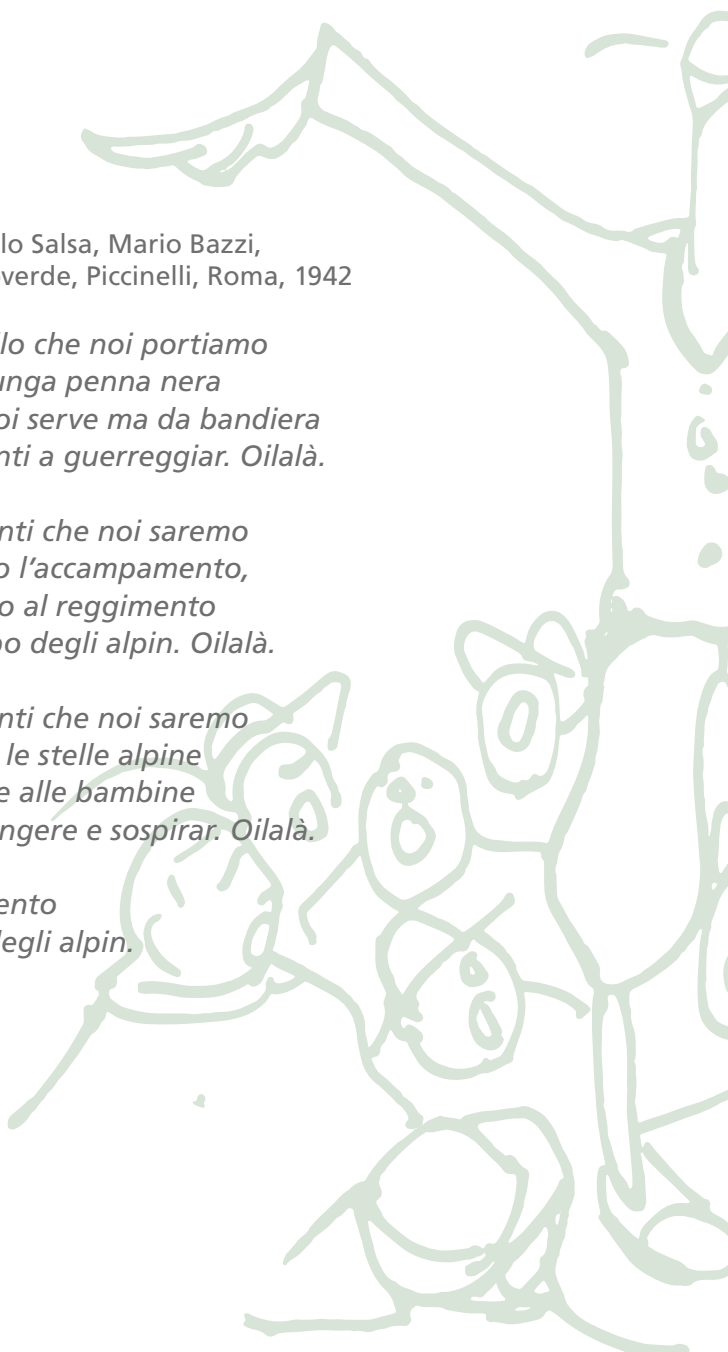 lo Salsa, Mario Bazzi,
verde, Piccinelli, Roma, 1942
lo che noi portiamo
unga penna nera
oi serve ma da bandiera
nti a guerreggiar. Oilalà.
nti che noi saremo
o l'accampamento,
o al reggimento
po degli alpin. Oilalà.
nti che noi saremo
le stelle alpine
e alle bambine
ngere e sospirar. Oilalà.
ento
degli alpin.